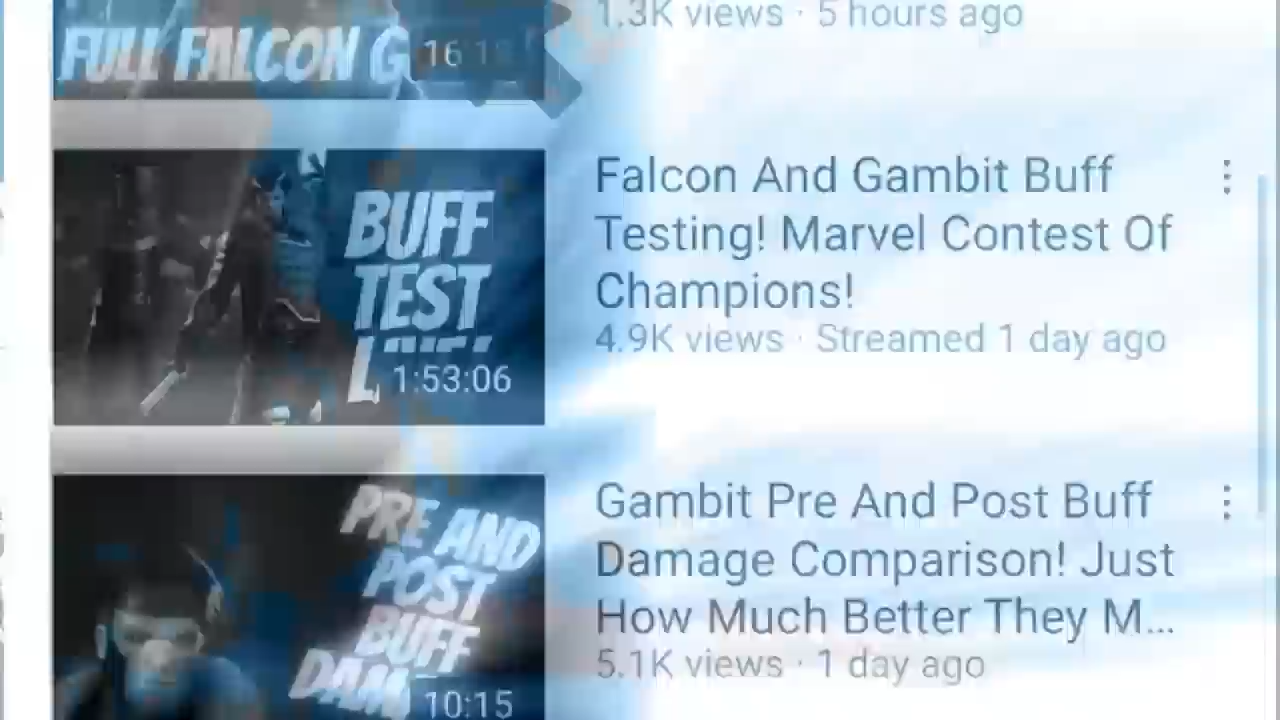 1.3K views · 5 hours ago
FULL FALCON G
Falcon And Gambit Buff
Testing! Marvel Contest Of
Champions!
4.9K views · Streamed 1 day ago
BUFF
TEST
1:53:06
Gambit Pre And Post Buff
Damage Comparison! Just
How Much Better They M...
5.1K views · 1 day ago
PRE AND
POST
BUFF
DAM
10:15